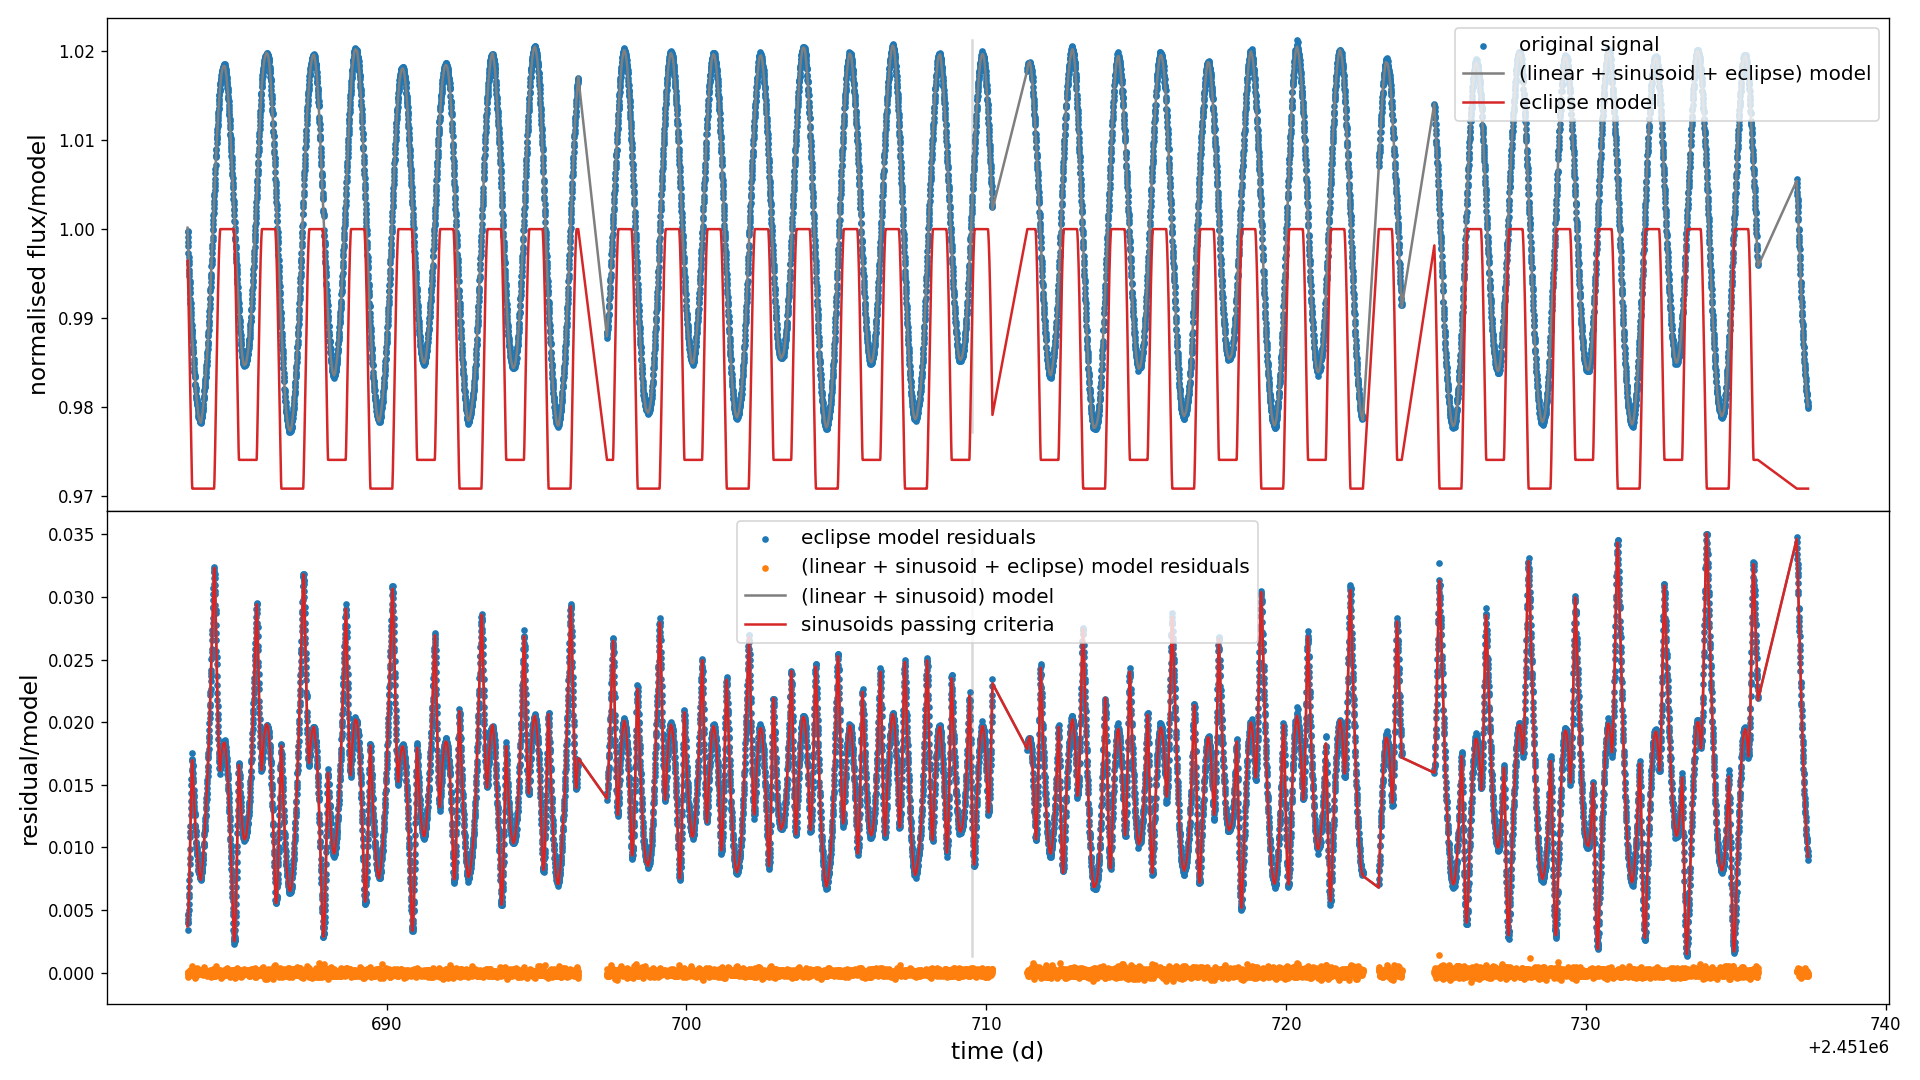 normalised flux/model
1.02
1.01
1.00
0.99
0.98
0.97
original signal
(linear + sinusoid + eclipse) model
eclipse model
residual/model
0.035
0.030
0.025
0.020
0.015
0.010
0.005
0.000
eclipse model residuals
(linear + sinusoid + eclipse) model residuals
(linear + sinusoid) model
sinusoids passing criteria
690
700
710
720
730
740
time (d)
+2.451e6